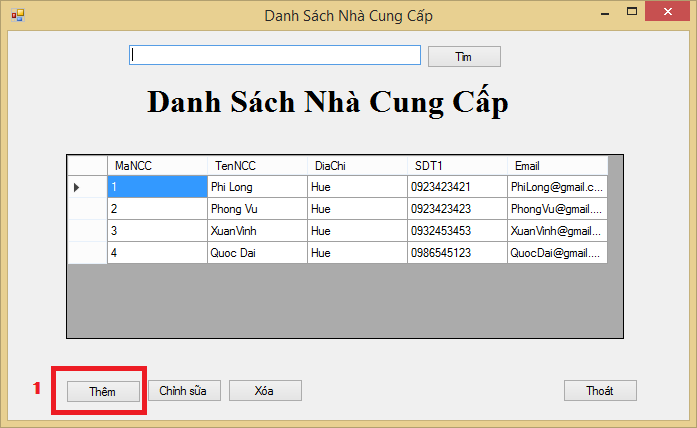 Danh Sách Nhà Cung Cấp
Tìm
Danh Sách Nhà Cung Cấp
MaNCC TenNCC DiaChi SDT1 Email
1 Phi Long Hue 0923423421 PhiLong@gmail.c...
2 Phong Vu Hue 0923423423 PhongVu@gmail....
3 XuanVinh Hue 0932453453 XuanVinh@gmail...
4 Quoc Dai Hue 0986545123 QuocDai@gmail....
1 Thêm Chỉnh sữa Xóa Thoát